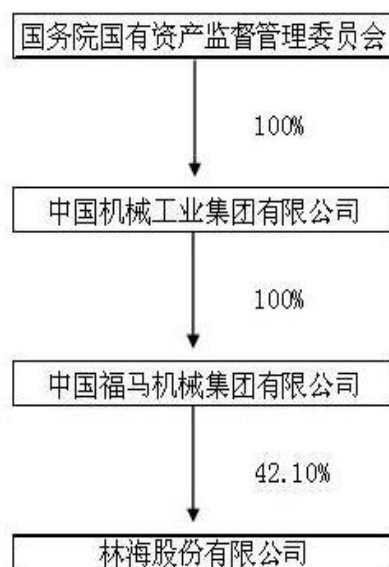 国务院国有资产监督管理委员会
100%
中国机械工业集团有限公司
100%
中国福马机械集团有限公司
42.10%
林海股份有限公司